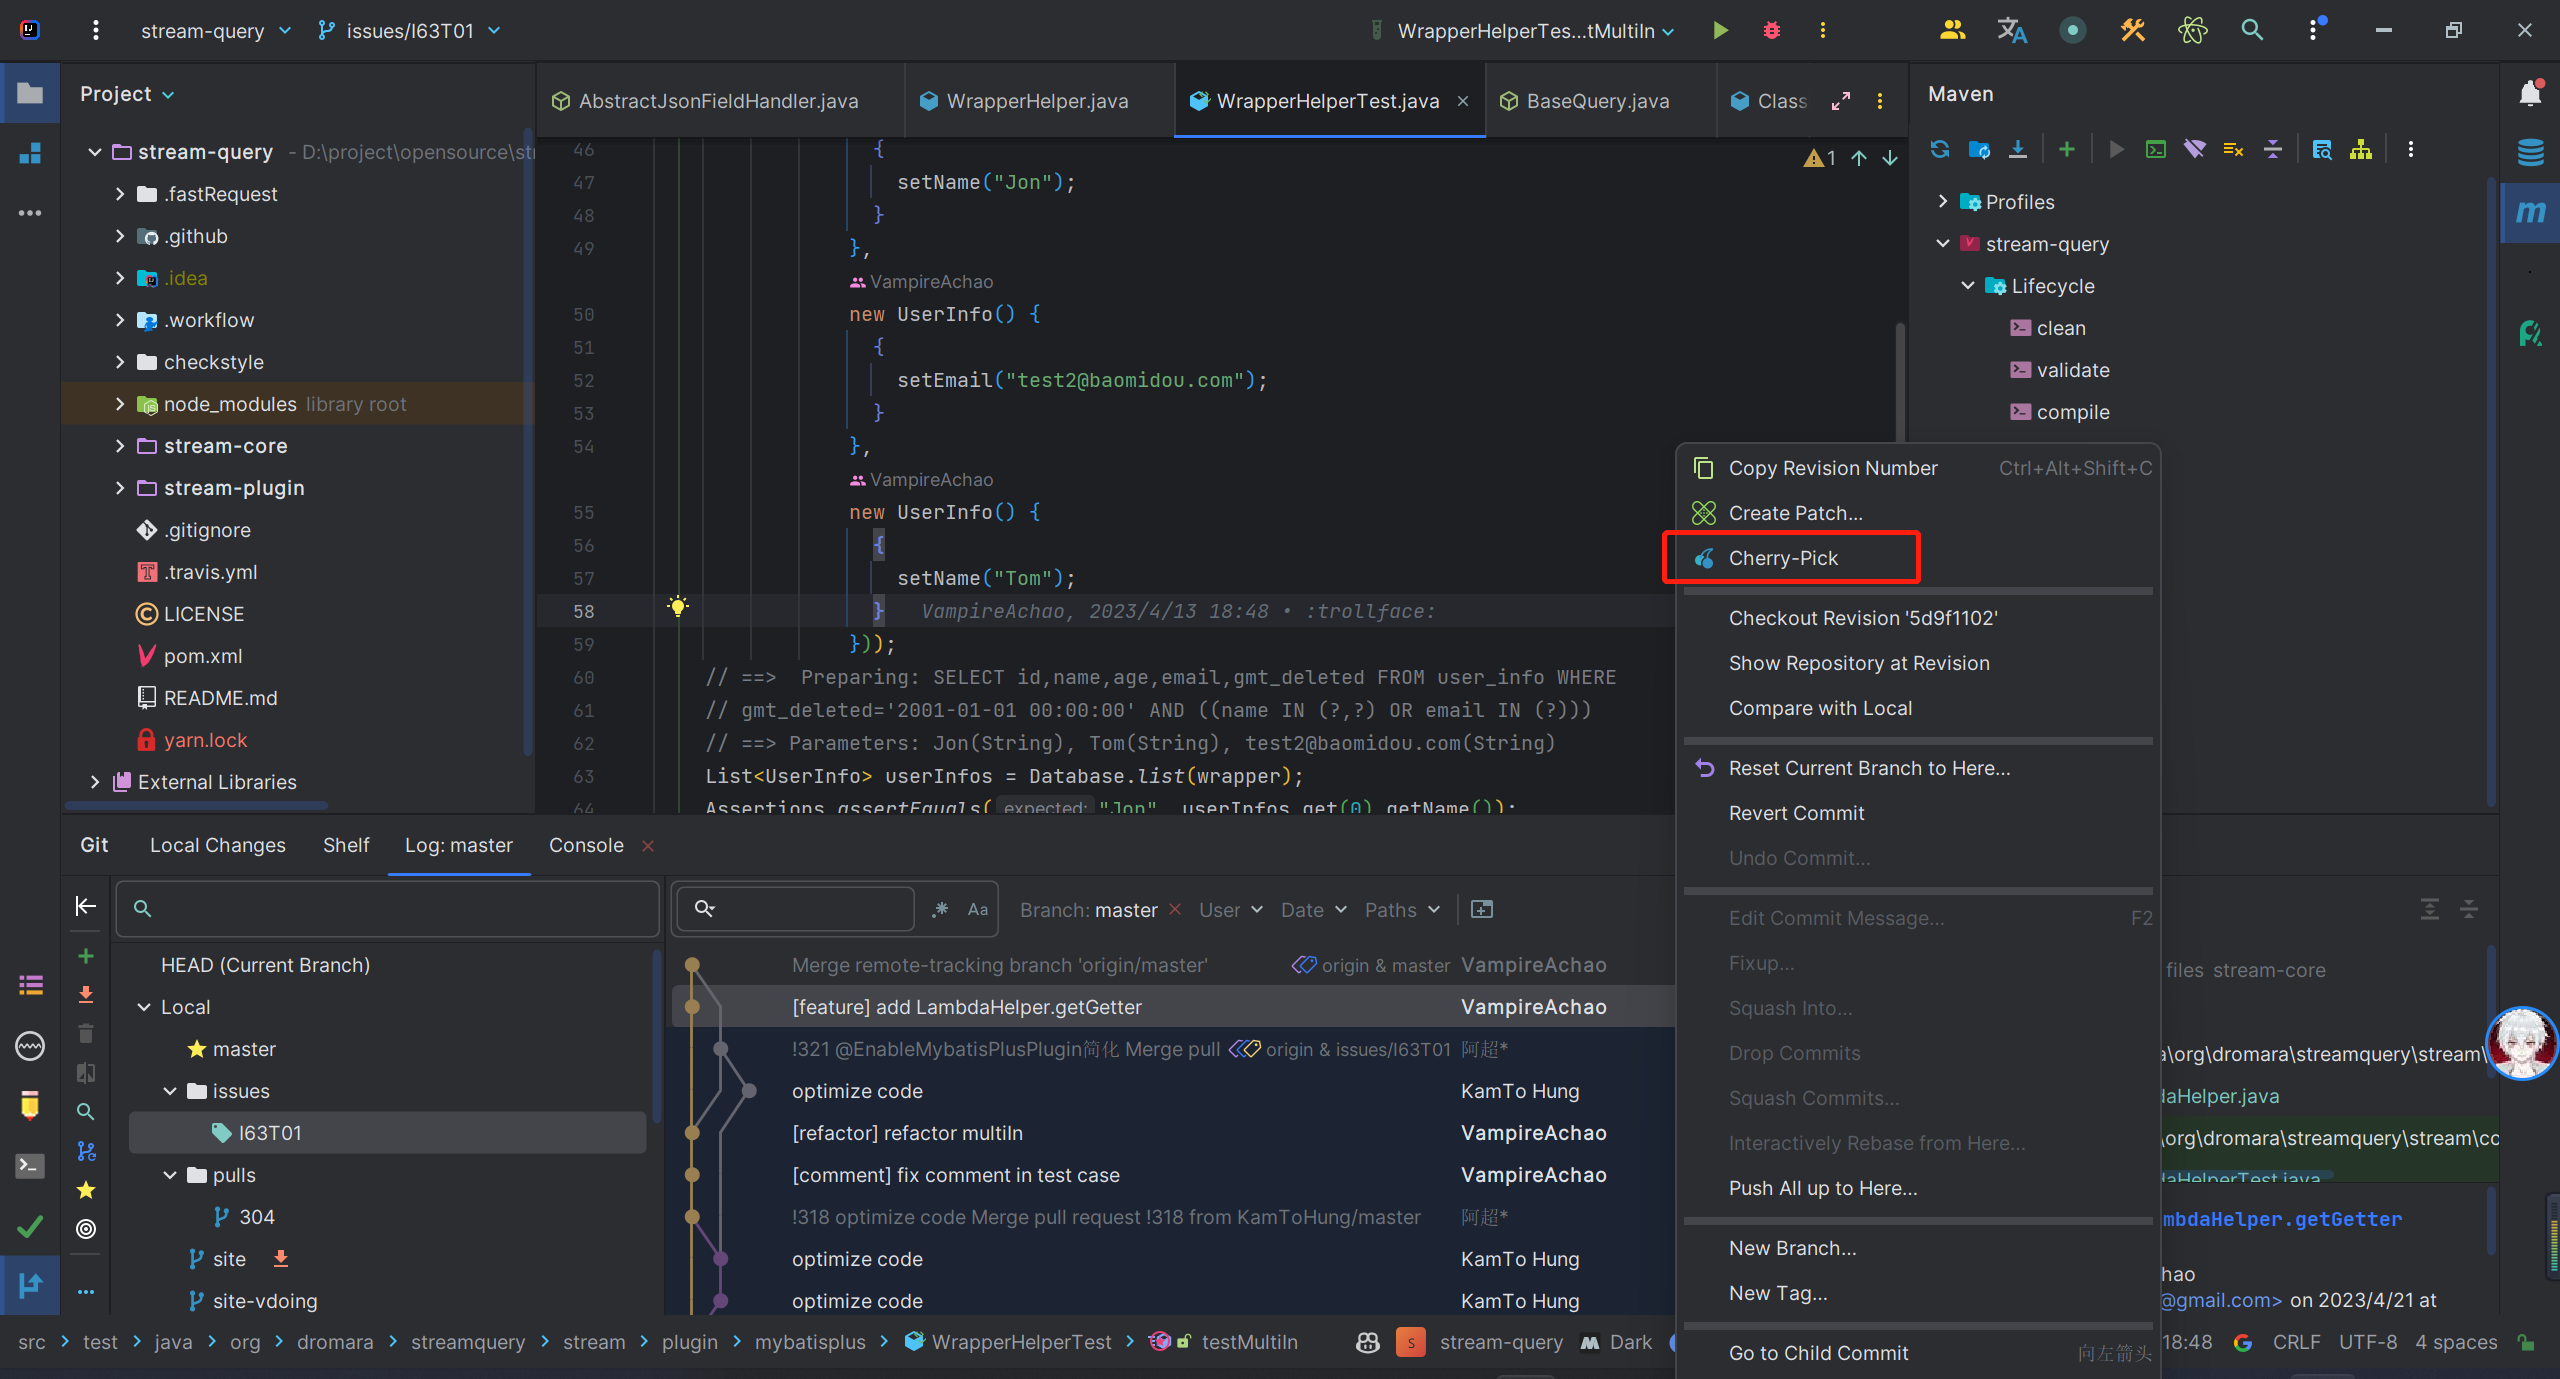 stream-query
issues/I63T01
WrapperHelperTes...tMultiIn
Project
AbstractJsonFieldHandler.java
WrapperHelper.java
WrapperHelperTest.java
BaseQuery.java
Class
Maven
stream-query - D:\project\opensource\str
.fastRequest
.github
.idea
.workflow
checkstyle
node_modules library root
stream-core
stream-plugin
.gitignore
.travis.yml
LICENSE
pom.xml
README.md
yarn.lock
External Libraries
1
46 {
47 setName("Jon");
48 }
49 },
VampireAchao
50 new UserInfo() {
51 {
52 setEmail("test2@baomidou.com");
53 }
54 },
VampireAchao
55 new UserInfo() {
56 {
57 setName("Tom");
58 } VampireAchao, 2023/4/13 18:48 • :trollface:
59 }));
60 // ==>  Preparing: SELECT id,name,age,email,gmt_deleted FROM user_info WHERE
61 // gmt_deleted='2001-01-01 00:00:00' AND ((name IN (?,?) OR email IN (?)))
62 // ==> Parameters: Jon(String), Tom(String), test2@baomidou.com(String)
63 List<UserInfo> userInfos = Database.list(wrapper);
64 Assertions.assertEquals( expected: "Jon", userInfos.get(0).getName());
Profiles
stream-query
Lifecycle
clean
validate
compile
Copy Revision Number Ctrl+Alt+Shift+C
Create Patch...
Cherry-Pick
Checkout Revision '5d9f1102'
Show Repository at Revision
Compare with Local
Reset Current Branch to Here...
Revert Commit
Undo Commit...
Edit Commit Message... F2
Fixup...
Squash Into...
Drop Commits
Squash Commits...
Interactively Rebase from Here...
Push All up to Here...
New Branch...
New Tag...
Go to Child Commit 向左箭头
Git
Local Changes
Shelf
Log: master
Console
Aa
Branch: master
User
Date
Paths
HEAD (Current Branch)
Local
master
issues
I63T01
pulls
304
site
site-vdoing
Merge remote-tracking branch 'origin/master' origin & master VampireAchao
[feature] add LambdaHelper.getGetter VampireAchao
!321 @EnableMybatisPlusPlugin简化 Merge pull origin & issues/I63T01 阿超*
optimize code KamTo Hung
[refactor] refactor multiIn VampireAchao
[comment] fix comment in test case VampireAchao
!318 optimize code Merge pull request !318 from KamToHung/master 阿超*
optimize code KamTo Hung
optimize code KamTo Hung
files stream-core
a\org\dromara\streamquery\stream\
daHelper.java
\org\dromara\streamquery\stream\co
daHelperTest.java
mbdaHelper.getGetter
hao
@gmail.com> on 2023/4/21 at
src
test
java
org
dromara
streamquery
stream
plugin
mybatisplus
WrapperHelperTest
testMultiIn
S
stream-query
M
Dark
18:48
CRLF
UTF-8
4 spaces